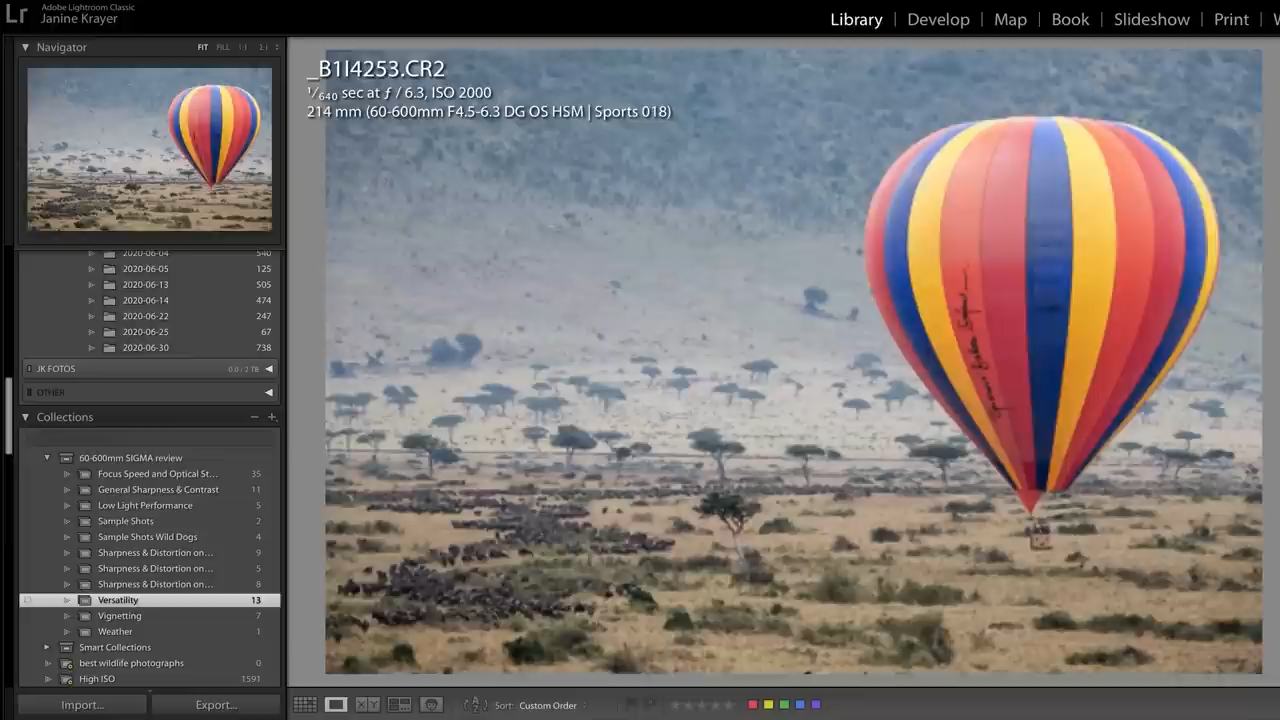 Lr
Adobe Lightroom Classic
Janine Krayer
Library | Develop | Map | Book | Slideshow | Print |
Navigator FIT FILL 1:1 2:1
_B1I4253.CR2
1/640 sec at ƒ / 6.3, ISO 2000
214 mm (60-600mm F4.5-6.3 DG OS HSM | Sports 018)
2020-06-04 540
2020-06-05 125
2020-06-13 505
2020-06-14 474
2020-06-22 247
2020-06-25 67
2020-06-30 738
JK FOTOS 0.0 / 2 TB
OTHER
Collections
60-600mm SIGMA review
Focus Speed and Optical St... 35
General Sharpness & Contrast 11
Low Light Performance 5
Sample Shots 2
Sample Shots Wild Dogs 4
Sharpness & Distortion on... 9
Sharpness & Distortion on... 5
Sharpness & Distortion on... 8
Versatility 13
Vignetting 7
Weather 1
Smart Collections
best wildlife photographs 0
High ISO 1591
Import... Export...
Sort: Custom Order